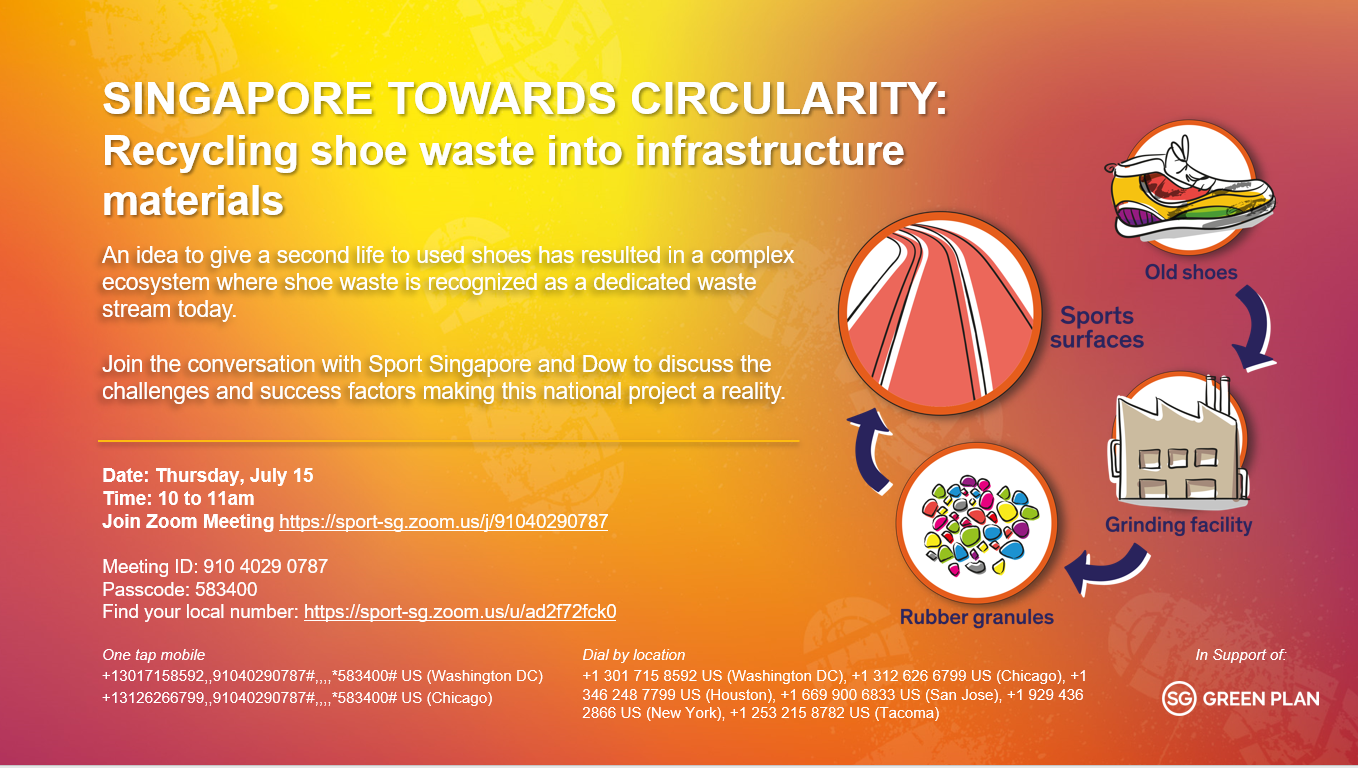 SINGAPORE TOWARDS CIRCULARITY:
Recycling shoe waste into infrastructure
materials
An idea to give a second life to used shoes has resulted in a complex
ecosystem where shoe waste is recognized as a dedicated waste
stream today.
Join the conversation with Sport Singapore and Dow to discuss the
challenges and success factors making this national project a reality.
Date: Thursday, July 15
Time: 10 to 11am
Join Zoom Meeting https://sport-sg.zoom.us/j/91040290787
Meeting ID: 910 4029 0787
Passcode: 583400
Find your local number: https://sport-sg.zoom.us/u/ad2f72fck0
One tap mobile
+13017158592,,91040290787#,,,,*583400# US (Washington DC)
+13126266799,,91040290787#,,,,*583400# US (Chicago)
Dial by location
+1 301 715 8592 US (Washington DC), +1 312 626 6799 US (Chicago), +1
346 248 7799 US (Houston), +1 669 900 6833 US (San Jose), +1 929 436
2866 US (New York), +1 253 215 8782 US (Tacoma)
Old shoes
Sports
surfaces
Grinding facility
Rubber granules
In Support of:
SG GREEN PLAN